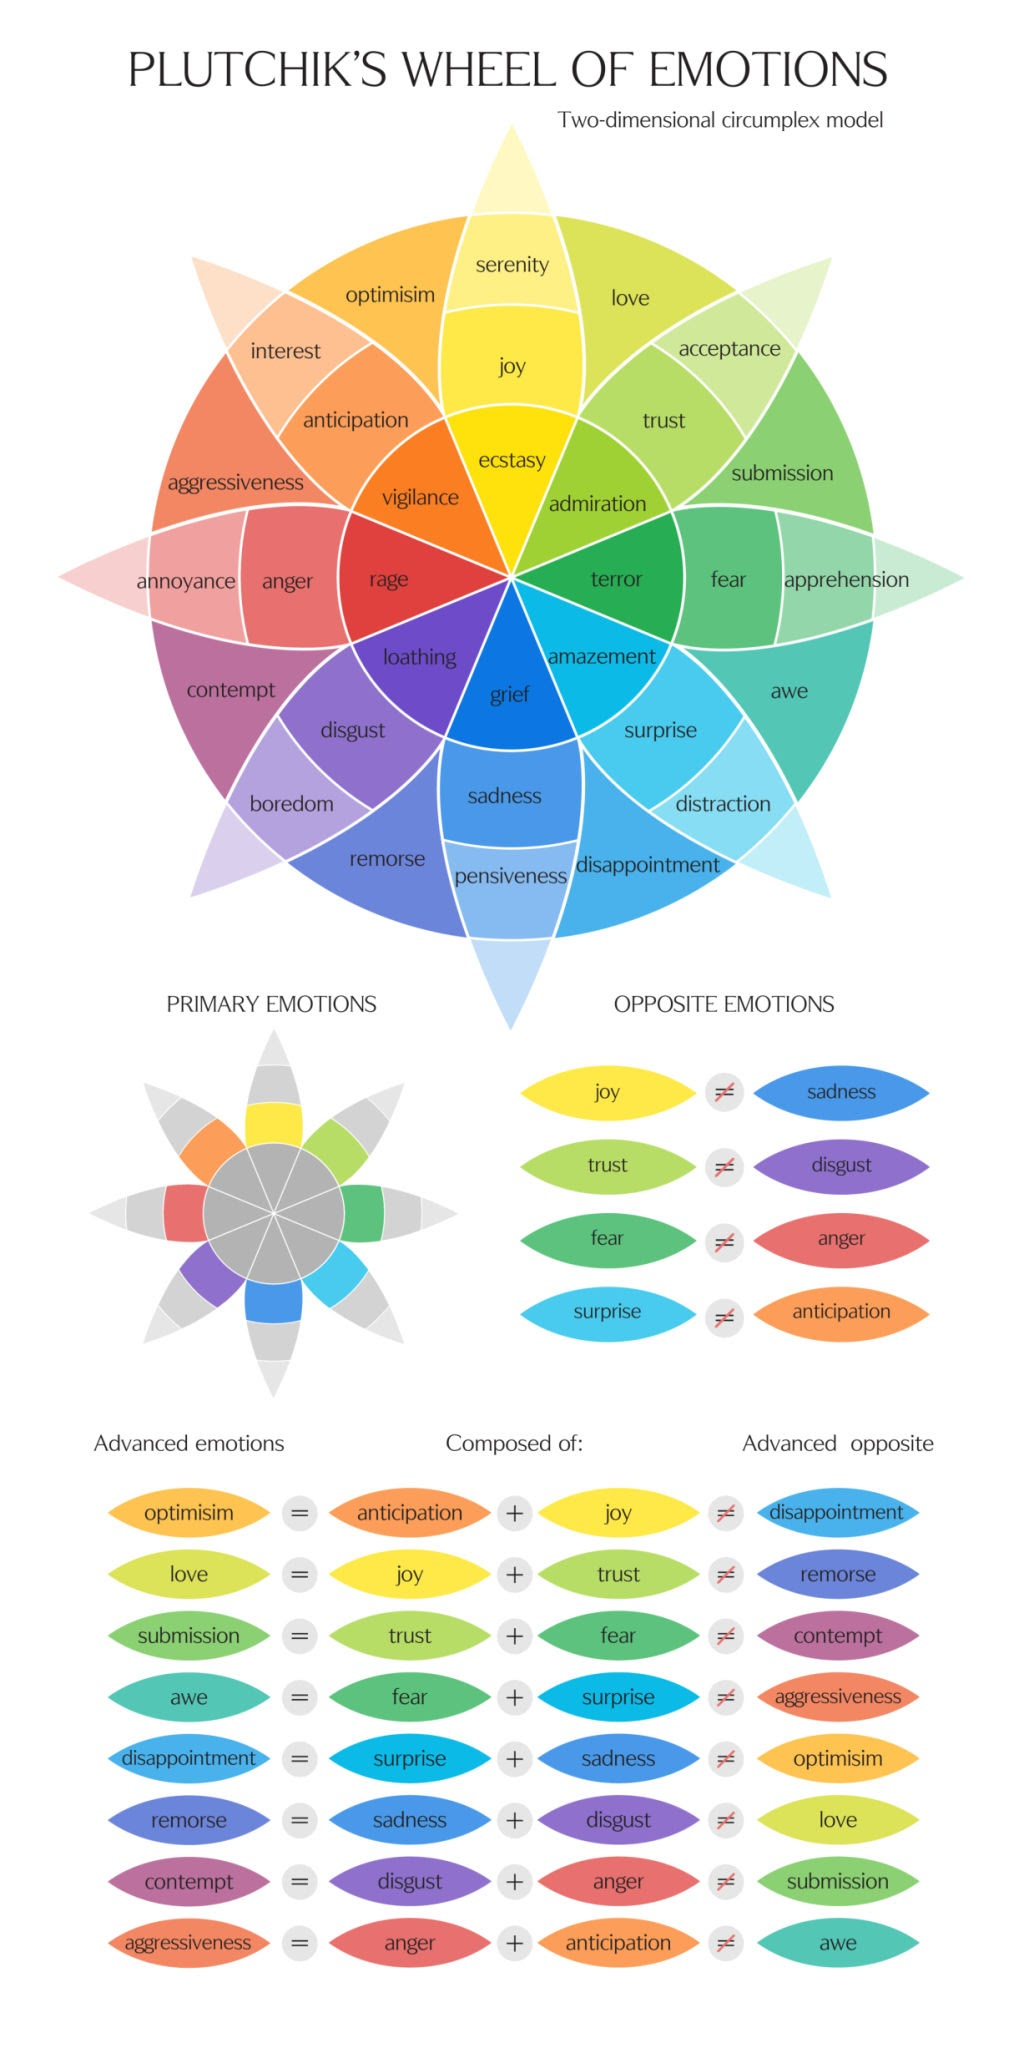 PLUTCHIK'S WHEEL OF EMOTIONS
Two-dimensional circumplex model
serenity
optimisim
love
interest
acceptance
joy
anticipation
trust
ecstasy
submission
aggressiveness
vigilance
admiration
annoyance
anger
rage
terror
fear
apprehension
loathing
amazement
contempt
grief
awe
disgust
surprise
sadness
boredom
distraction
remorse
disappointment
pensiveness
PRIMARY EMOTIONS
OPPOSITE EMOTIONS
joy ≠ sadness
trust ≠ disgust
fear ≠ anger
surprise ≠ anticipation
Advanced emotions Composed of: Advanced opposite
optimisim = anticipation + joy ≠ disappointment
love = joy + trust ≠ remorse
submission = trust + fear ≠ contempt
awe = fear + surprise ≠ aggressiveness
disappointment = surprise + sadness ≠ optimisim
remorse = sadness + disgust ≠ love
contempt = disgust + anger ≠ submission
aggressiveness = anger + anticipation ≠ awe